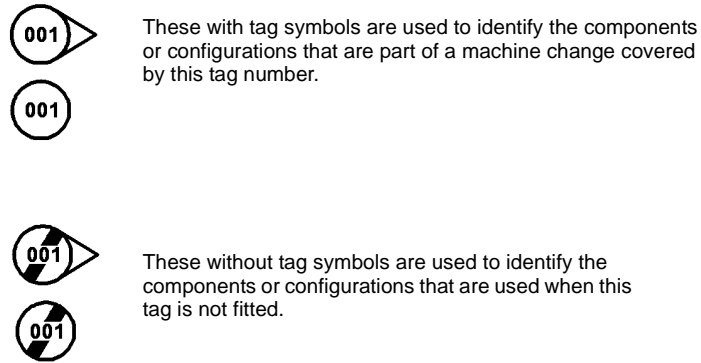 001
These with tag symbols are used to identify the components
or configurations that are part of a machine change covered
by this tag number.
001
001
These without tag symbols are used to identify the
components or configurations that are used when this
tag is not fitted.
001